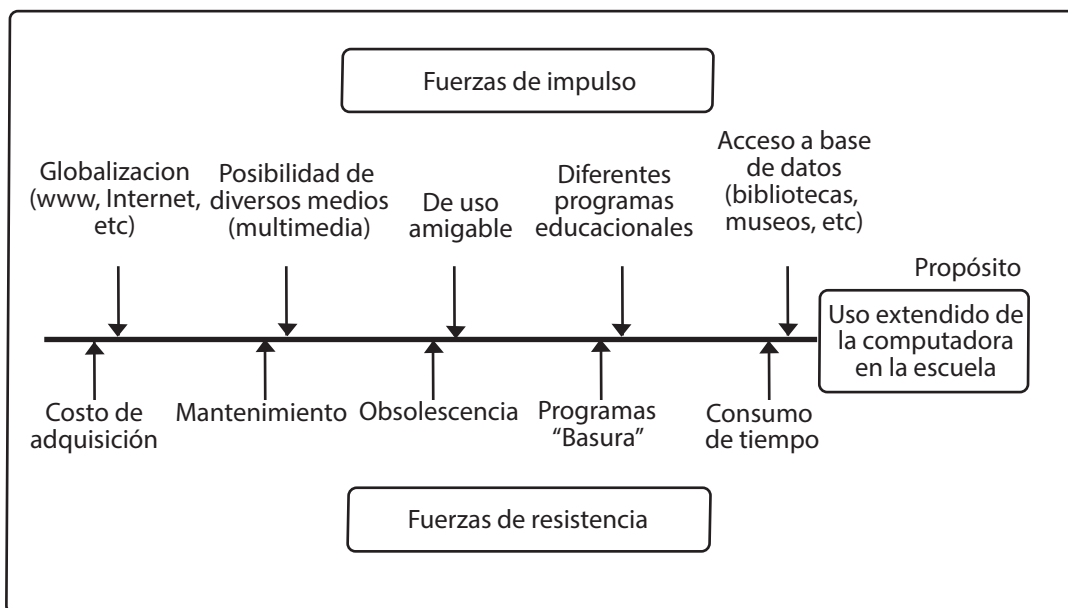 Fuerzas de impulso
Globalizacion
(www, Internet,
etc)
Posibilidad de
diversos medios
(multimedia)
De uso
amigable
Diferentes
programas
educacionales
Acceso a base
de datos
(bibliotecas,
museos, etc)
Propósito
Uso extendido de
la computadora
en la escuela
Costo de
adquisición
Mantenimiento
Obsolescencia
Programas
“Basura”
Consumo
de tiempo
Fuerzas de resistencia